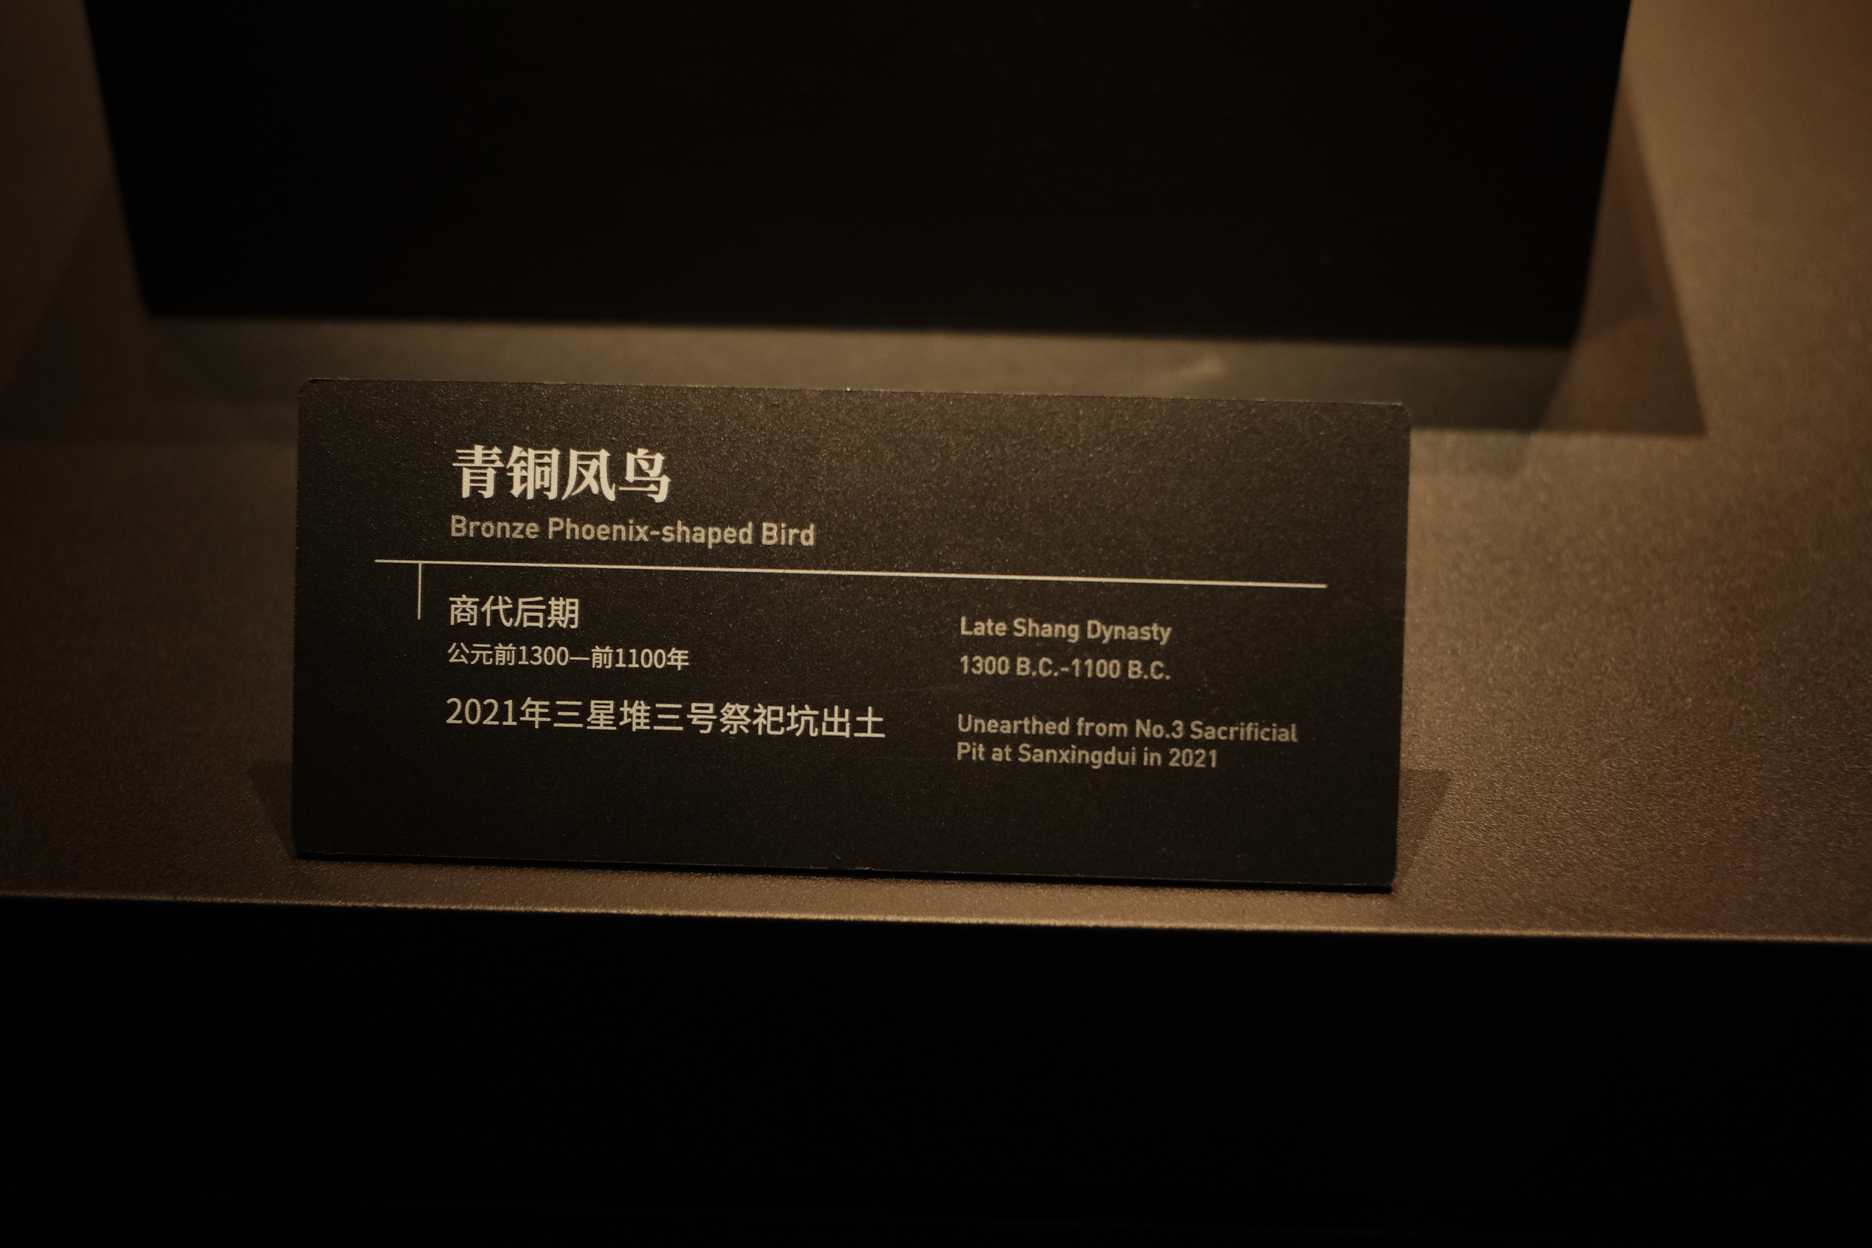 青铜凤鸟
Bronze Phoenix-shaped Bird
商代后期
公元前1300—前1100年
2021年三星堆三号祭祀坑出土
Late Shang Dynasty
1300 B.C.-1100 B.C.
Unearthed from No.3 Sacrificial
Pit at Sanxingdui in 2021